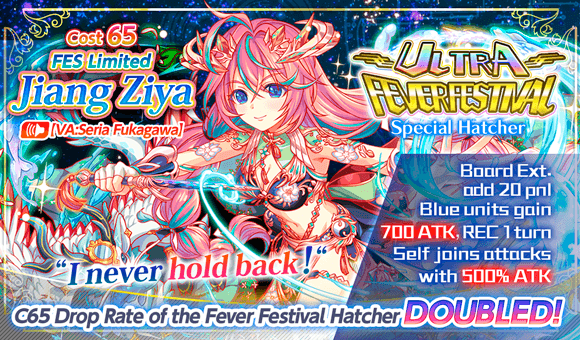 Cost 65
FES Limited
Jiang Ziya
[VA:Seria Fukagawa]
ULTRA
FEVERFESTIVAL
Special Hatcher
Board Ext.
add 20 pnl
Blue units gain
700 ATK, REC 1 turn
Self joins attacks
with 500% ATK
"I never hold back!"
C65 Drop Rate of the Fever Festival Hatcher DOUBLED!